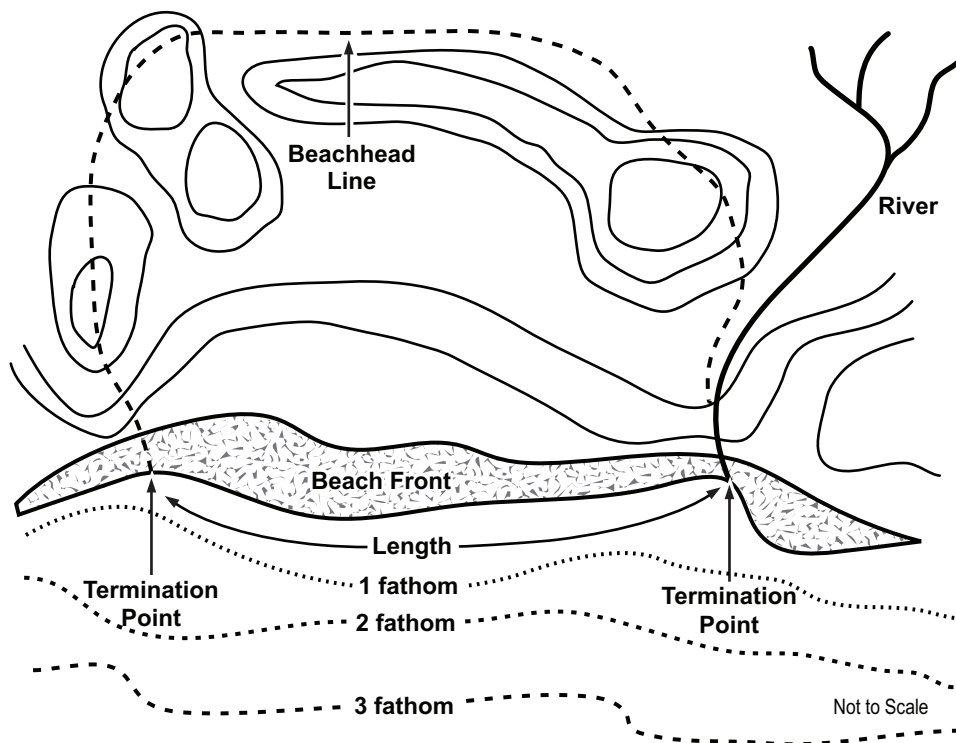 Beachhead
Line
River
Beach Front
Length
1 fathom
Termination
Point
Termination
Point
2 fathom
3 fathom
Not to Scale